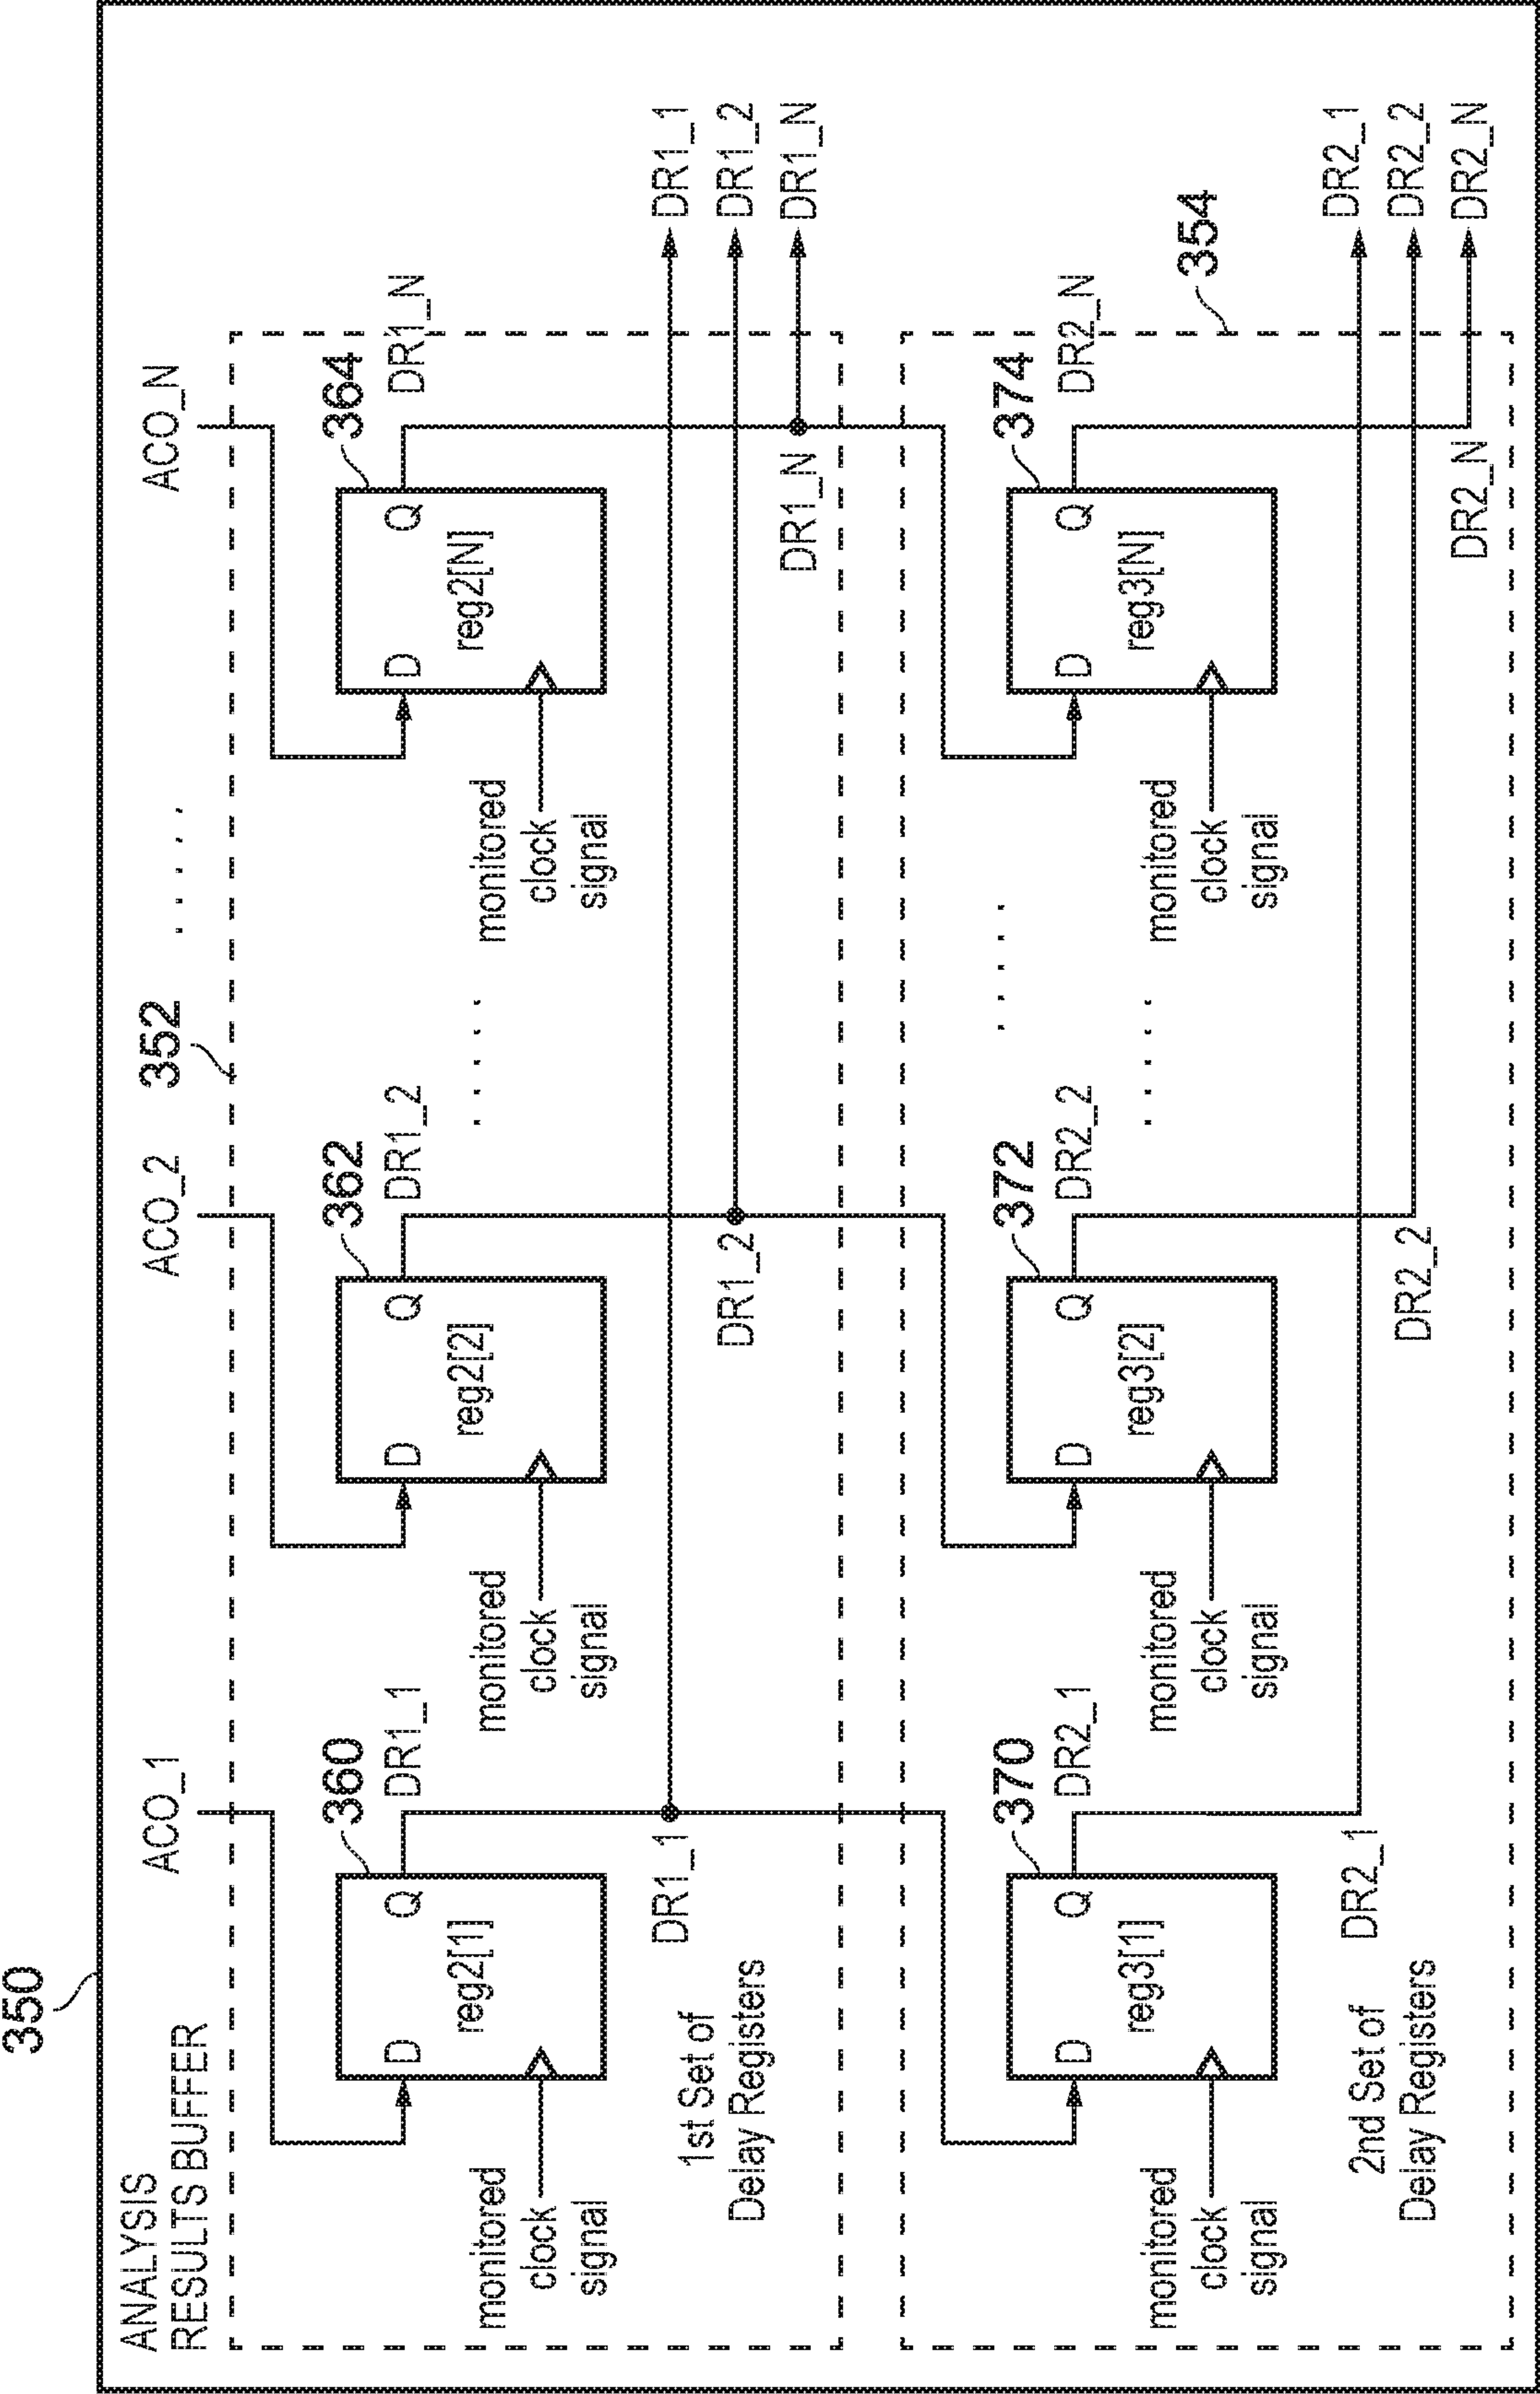 350
ANALYSIS
RESULTS BUFFER
ACO_1
ACO_2
352
. . . . .
ACO_N
360
DR1_1
362
DR1_2
364
DR1_N
D
Q
reg2[1]
D
Q
reg2[2]
. . . . .
D
Q
reg2[N]
monitored
clock
signal
monitored
clock
signal
monitored
clock
signal
1st Set of
Delay Registers
DR1_1
DR1_2
DR1_N
DR1_1
DR1_2
DR1_N
370
DR2_1
372
DR2_2
. . . . .
374
DR2_N
354
D
Q
reg3[1]
D
Q
reg3[2]
. . . . .
D
Q
reg3[N]
monitored
clock
signal
monitored
clock
signal
monitored
clock
signal
2nd Set of
Delay Registers
DR2_1
DR2_2
DR2_N
DR2_1
DR2_2
DR2_N